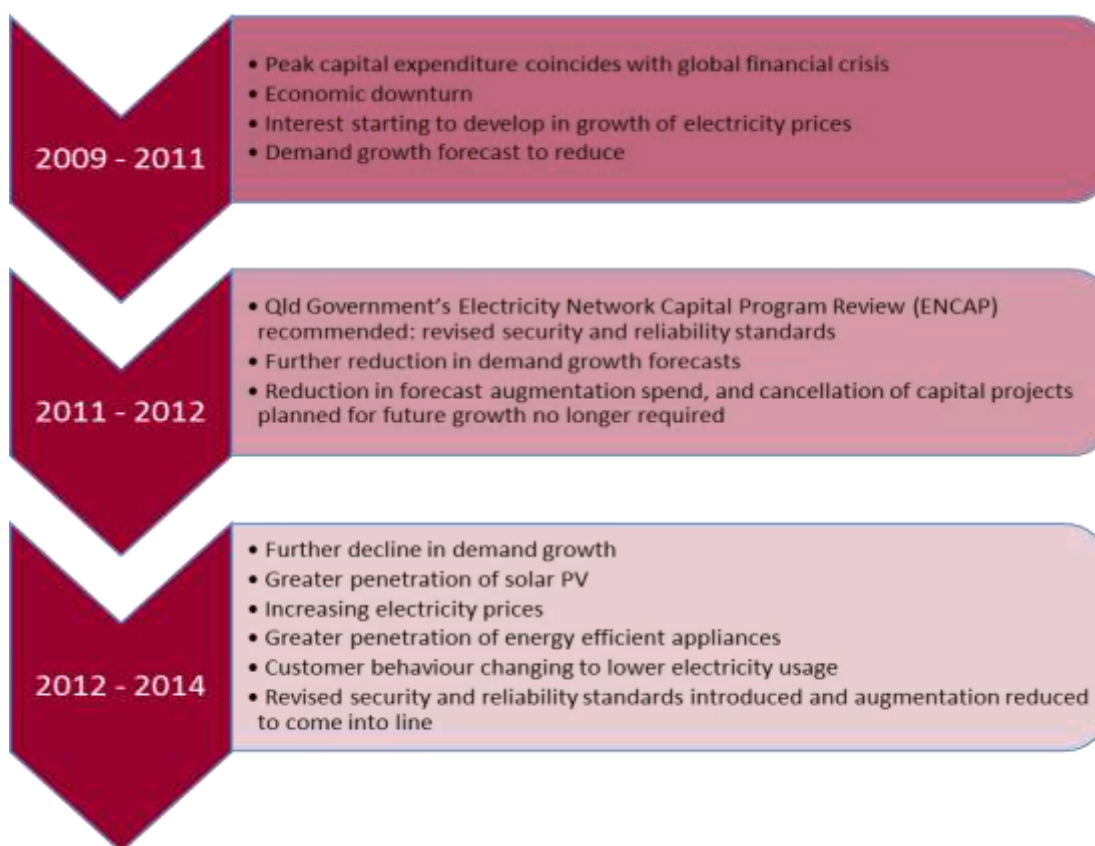 2009 - 2011
• Peak capital expenditure coincides with global financial crisis
• Economic downturn
• Interest starting to develop in growth of electricity prices
• Demand growth forecast to reduce
2011 - 2012
• Qld Government's Electricity Network Capital Program Review (ENCAP)
recommended: revised security and reliability standards
• Further reduction in demand growth forecasts
• Reduction in forecast augmentation spend, and cancellation of capital projects
planned for future growth no longer required
2012 - 2014
• Further decline in demand growth
• Greater penetration of solar PV
• Increasing electricity prices
• Greater penetration of energy efficient appliances
• Customer behaviour changing to lower electricity usage
• Revised security and reliability standards introduced and augmentation reduced
to come into line